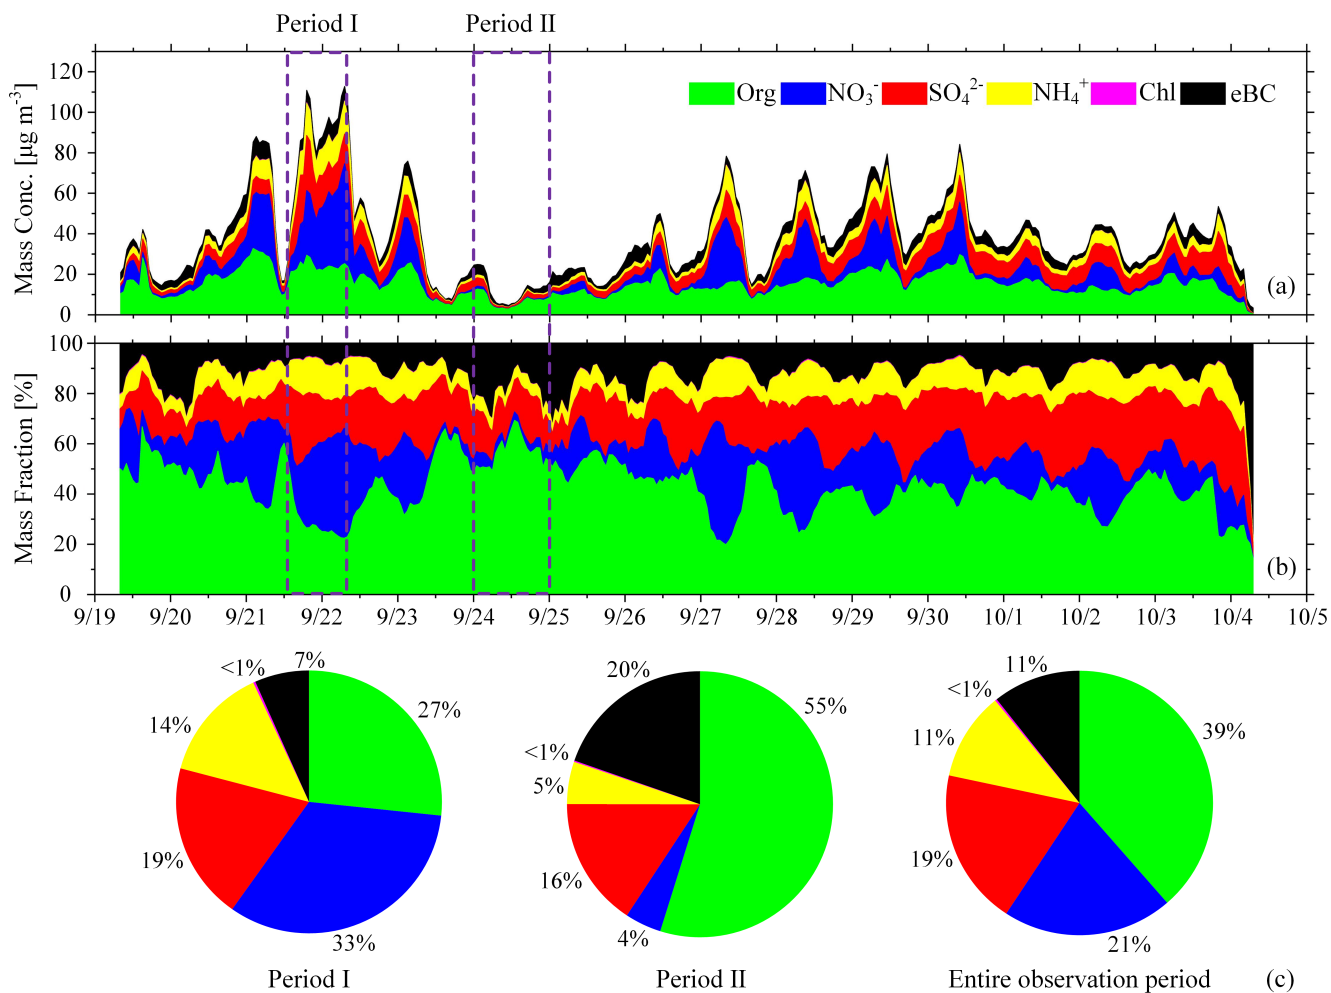 Period I Period II
Org NO₃⁻ SO₄²⁻ NH₄⁺ Chl eBC
Mass Conc. [µg m⁻³]
120
100
80
60
40
20
0
(a)
Mass Fraction [%]
100
80
60
40
20
0
(b)
9/19 9/20 9/21 9/22 9/23 9/24 9/25 9/26 9/27 9/28 9/29 9/30 10/1 10/2 10/3 10/4 10/5
<1% 7% 27% 14% 19% 33%
Period I
20% 55% <1% 5% 16% 4%
Period II
11% <1% 39% 11% 19% 21%
Entire observation period
(c)